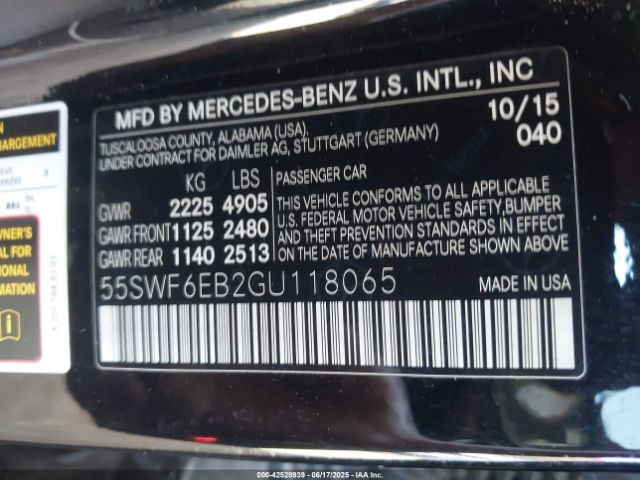 MFD BY MERCEDES-BENZ U.S. INTL., INC
10/15
TUSCALOOSA COUNTY, ALABAMA (USA).
040
UNDER CONTRACT FOR DAIMLER AG, STUTTGART (GERMANY)
KG LBS
PASSENGER CAR
GVWR 2225 4905
GAWR FRONT 1125 2480
GAWR REAR 1140 2513
THIS VEHICLE CONFORMS TO ALL APPLICABLE
U.S. FEDERAL MOTOR VEHICLE SAFETY,BUMPER
AND THEFT PREVENTION STANDARDS IN EFFECT
ON THE DATE OF MANUFACTURE SHOWN ABOVE.
55SWF6EB2GU118065
MADE IN USA
3
000-42528939 | 06/17/2025 - IAA Inc.